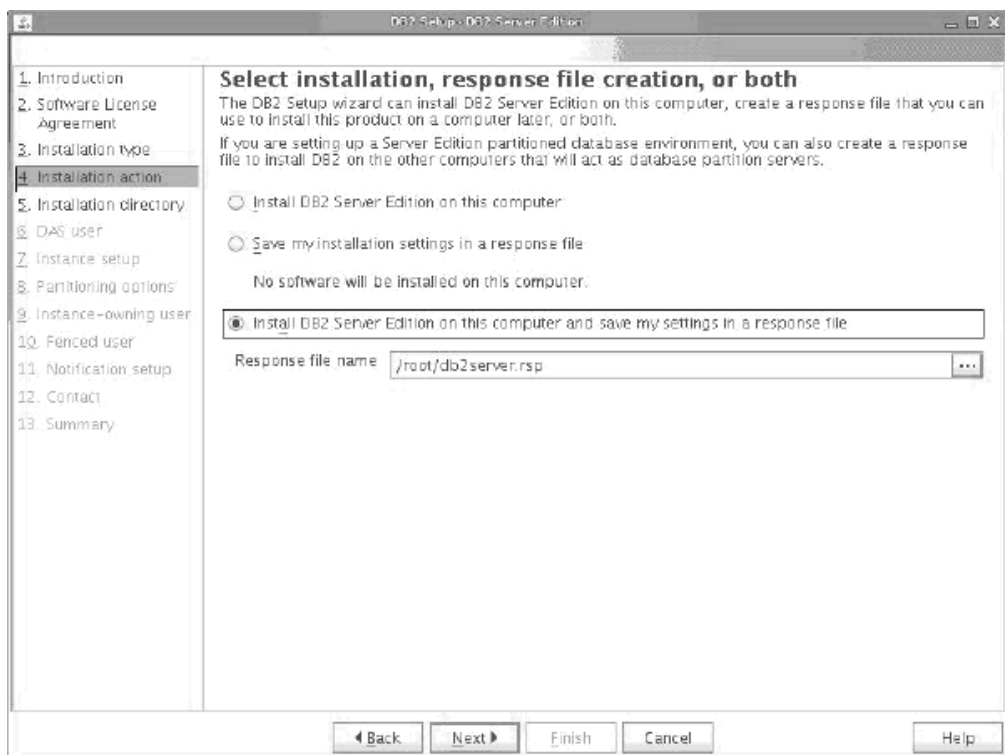 DB2 Setup - DB2 Server Edition
1. Introduction
2. Software License
Agreement
3. Installation type
4. Installation action
5. Installation directory
6. DAS user
7. Instance setup
8. Partitioning options
9. Instance-owning user
10. Fenced user
11. Notification setup
12. Contact
13. Summary
Select installation, response file creation, or both
The DB2 Setup wizard can install DB2 Server Edition on this computer, create a response file that you can
use to install this product on a computer later, or both.
If you are setting up a Server Edition partitioned database environment, you can also create a response
file to install DB2 on the other computers that will act as database partition servers.
Install DB2 Server Edition on this computer
Save my installation settings in a response file
No software will be installed on this computer.
Install DB2 Server Edition on this computer and save my settings in a response file
Response file name /root/db2server.rsp ...
Back Next Finish Cancel Help